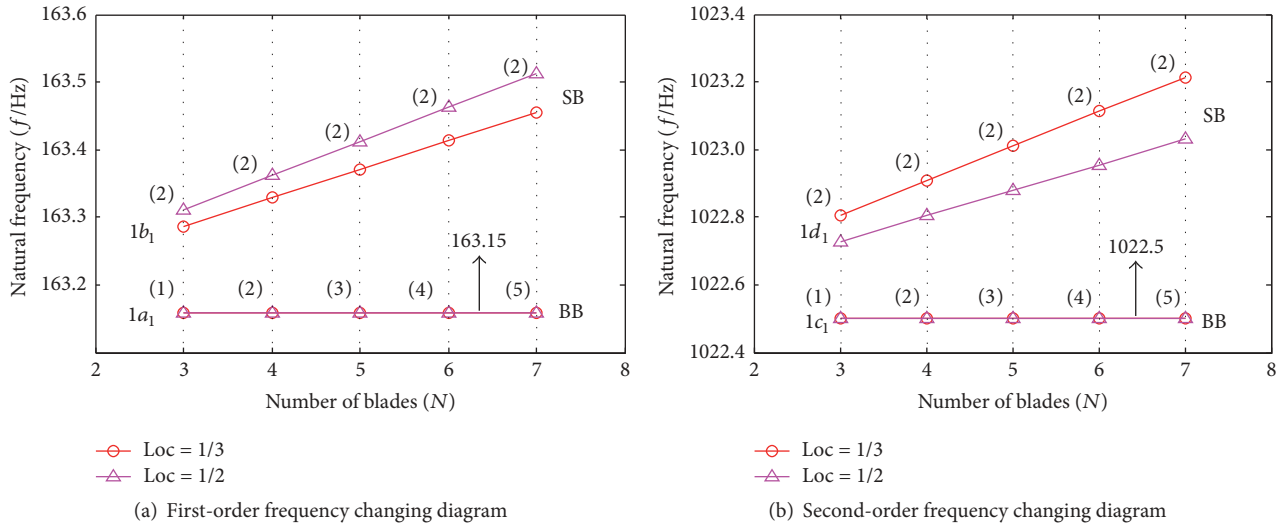 163.6
163.5
163.4
163.3
163.2
Natural frequency (f/Hz)
(2)
(2)
(2)
(2)
(2)
SB
1b₁
163.15
(1)
(2)
(3)
(4)
(5)
1a₁
BB
2
3
4
5
6
7
8
Number of blades (N)
Loc = 1/3
Loc = 1/2
(a) First-order frequency changing diagram
1023.4
1023.2
1023.0
1022.8
1022.6
1022.4
Natural frequency (f/Hz)
(2)
(2)
(2)
(2)
(2)
SB
1d₁
1022.5
(1)
(2)
(3)
(4)
(5)
1c₁
BB
2
3
4
5
6
7
8
Number of blades (N)
Loc = 1/3
Loc = 1/2
(b) Second-order frequency changing diagram